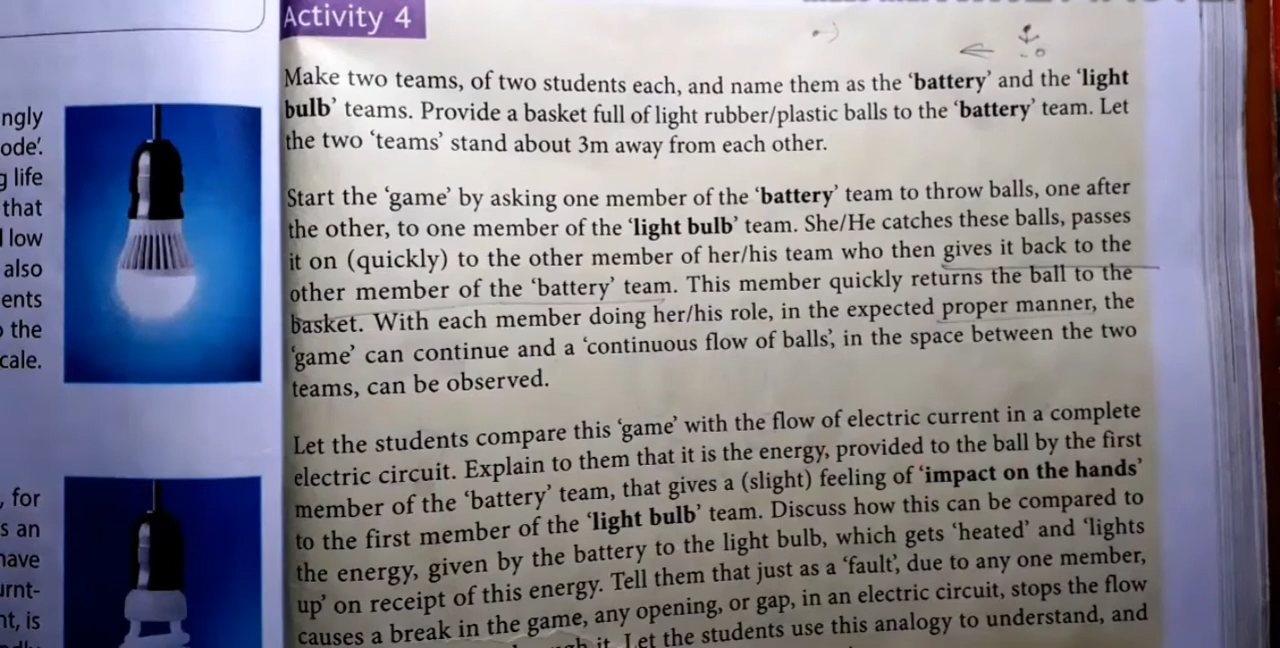 Activity 4
Make two teams, of two students each, and name them as the 'battery' and the 'light
bulb' teams. Provide a basket full of light rubber/plastic balls to the 'battery' team. Let
the two 'teams' stand about 3m away from each other.
Start the 'game' by asking one member of the 'battery' team to throw balls, one after
the other, to one member of the 'light bulb' team. She/He catches these balls, passes
it on (quickly) to the other member of her/his team who then gives it back to the
other member of the 'battery' team. This member quickly returns the ball to the
basket. With each member doing her/his role, in the expected proper manner, the
'game' can continue and a 'continuous flow of balls', in the space between the two
teams, can be observed.
Let the students compare this 'game' with the flow of electric current in a complete
electric circuit. Explain to them that it is the energy, provided to the ball by the first
member of the 'battery' team, that gives a (slight) feeling of 'impact on the hands'
to the first member of the 'light bulb' team. Discuss how this can be compared to
the energy, given by the battery to the light bulb, which gets 'heated' and 'lights
up' on receipt of this energy. Tell them that just as a 'fault', due to any one member,
causes a break in the game, any opening, or gap, in an electric circuit, stops the flow
it. Let the students use this analogy to understand, and
ngly
ode'.
g life
that
low
also
ents
the
cale.
, for
s an
have
urnt-
nt, is